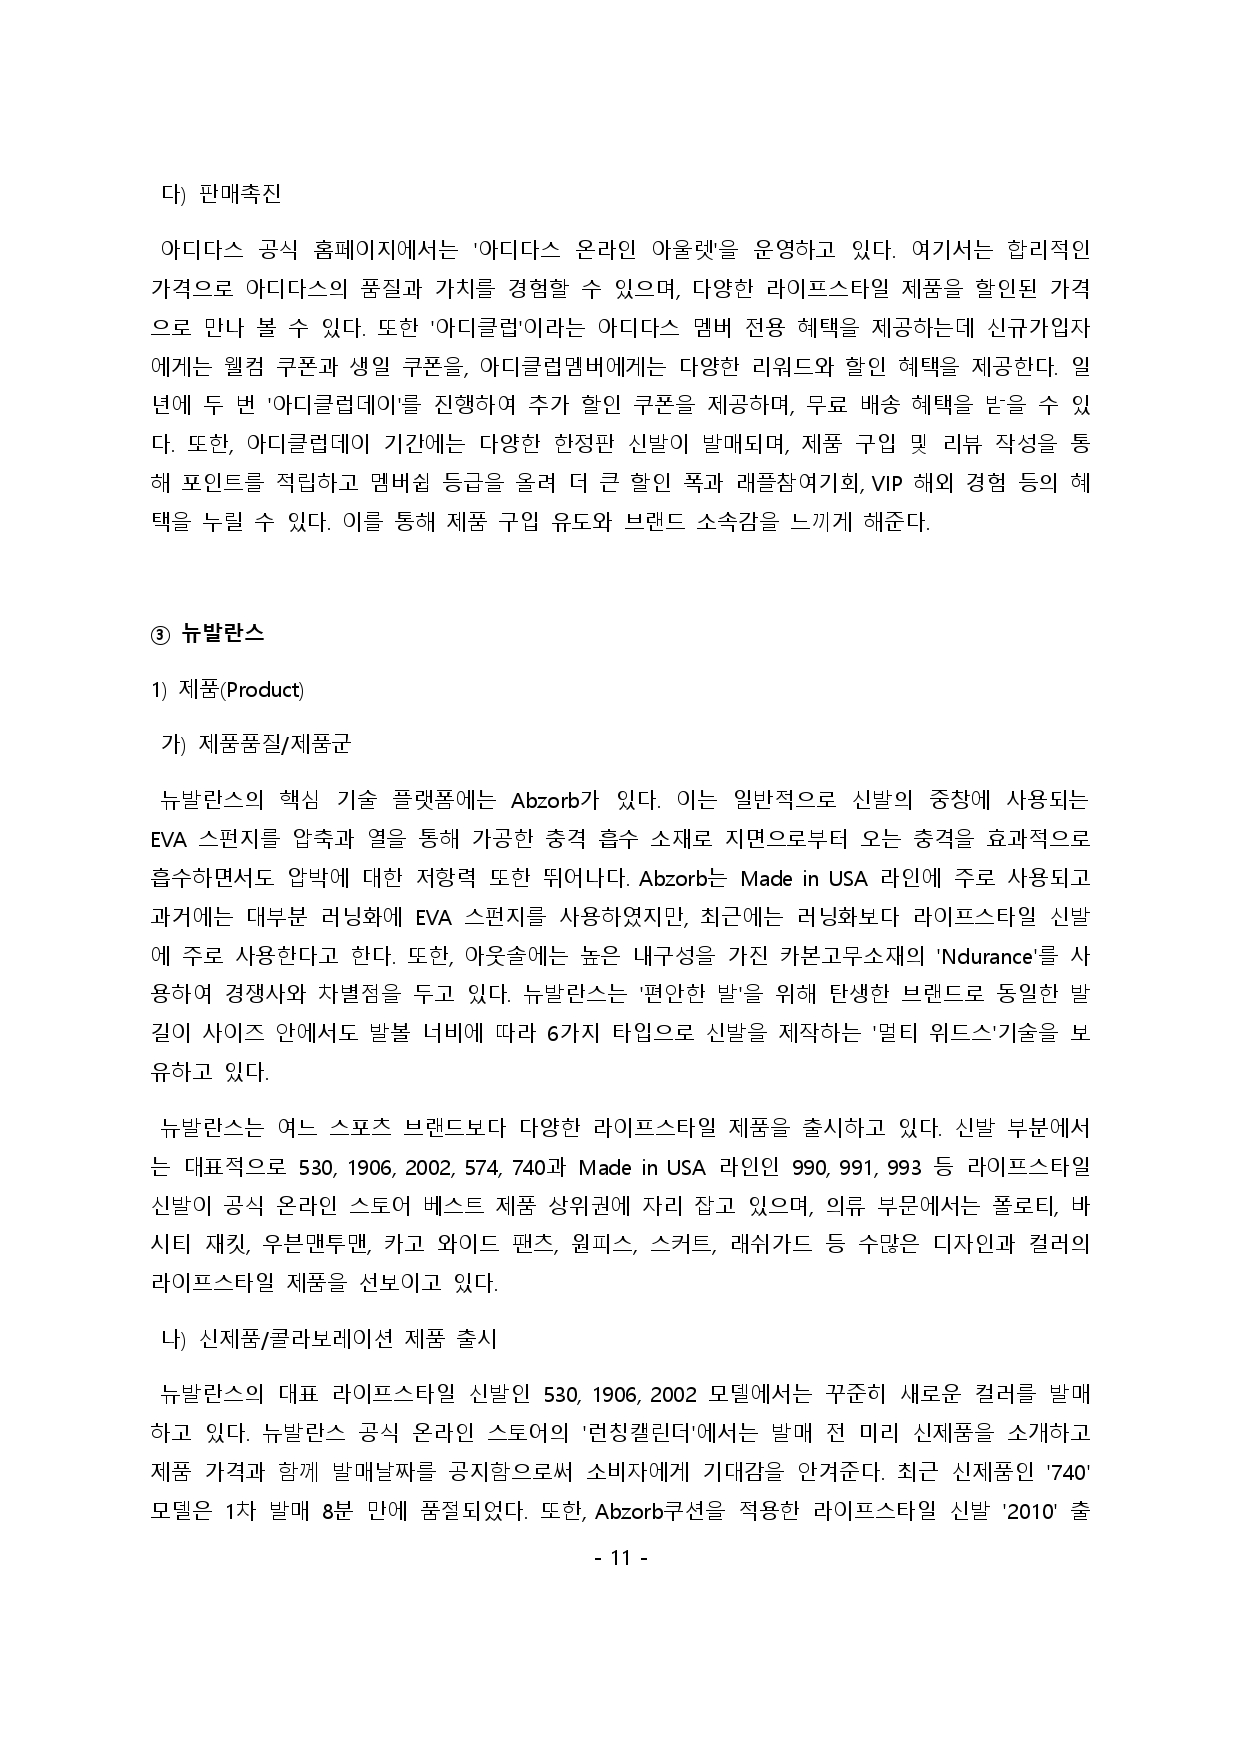 다) 판매촉진
아디다스 공식 홈페이지에서는 '아디다스 온라인 아울렛'을 운영하고 있다. 여기서는 합리적인
가격으로 아디다스의 품질과 가치를 경험할 수 있으며, 다양한 라이프스타일 제품을 할인된 가격
으로 만나 볼 수 있다. 또한 '아디클럽'이라는 아디다스 멤버 전용 혜택을 제공하는데 신규가입자
에게는 웰컴 쿠폰과 생일 쿠폰을, 아디클럽멤버에게는 다양한 리워드와 할인 혜택을 제공한다. 일
년에 두 번 '아디클럽데이'를 진행하여 추가 할인 쿠폰을 제공하며, 무료 배송 혜택을 받을 수 있
다. 또한, 아디클럽데이 기간에는 다양한 한정판 신발이 발매되며, 제품 구입 및 리뷰 작성을 통
해 포인트를 적립하고 멤버쉽 등급을 올려 더 큰 할인 폭과 래플참여기회, VIP 해외 경험 등의 혜
택을 누릴 수 있다. 이를 통해 제품 구입 유도와 브랜드 소속감을 느끼게 해준다.
③ 뉴발란스
1) 제품(Product)
가) 제품품질/제품군
뉴발란스의 핵심 기술 플랫폼에는 Abzorb가 있다. 이는 일반적으로 신발의 중창에 사용되는
EVA 스펀지를 압축과 열을 통해 가공한 충격 흡수 소재로 지면으로부터 오는 충격을 효과적으로
흡수하면서도 압박에 대한 저항력 또한 뛰어나다. Abzorb는 Made in USA 라인에 주로 사용되고
과거에는 대부분 러닝화에 EVA 스펀지를 사용하였지만, 최근에는 러닝화보다 라이프스타일 신발
에 주로 사용한다고 한다. 또한, 아웃솔에는 높은 내구성을 가진 카본고무소재의 'Ndurance'를 사
용하여 경쟁사와 차별점을 두고 있다. 뉴발란스는 '편안한 발'을 위해 탄생한 브랜드로 동일한 발
길이 사이즈 안에서도 발볼 너비에 따라 6가지 타입으로 신발을 제작하는 '멀티 위드스'기술을 보
유하고 있다.
뉴발란스는 여느 스포츠 브랜드보다 다양한 라이프스타일 제품을 출시하고 있다. 신발 부분에서
는 대표적으로 530, 1906, 2002, 574, 740과 Made in USA 라인인 990, 991, 993 등 라이프스타일
신발이 공식 온라인 스토어 베스트 제품 상위권에 자리 잡고 있으며, 의류 부문에서는 폴로티, 바
시티 재킷, 우븐맨투맨, 카고 와이드 팬츠, 원피스, 스커트, 래쉬가드 등 수많은 디자인과 컬러의
라이프스타일 제품을 선보이고 있다.
나) 신제품/콜라보레이션 제품 출시
뉴발란스의 대표 라이프스타일 신발인 530, 1906, 2002 모델에서는 꾸준히 새로운 컬러를 발매
하고 있다. 뉴발란스 공식 온라인 스토어의 '런칭캘린더'에서는 발매 전 미리 신제품을 소개하고
제품 가격과 함께 발매날짜를 공지함으로써 소비자에게 기대감을 안겨준다. 최근 신제품인 '740'
모델은 1차 발매 8분 만에 품절되었다. 또한, Abzorb쿠션을 적용한 라이프스타일 신발 '2010' 출
- 11 -